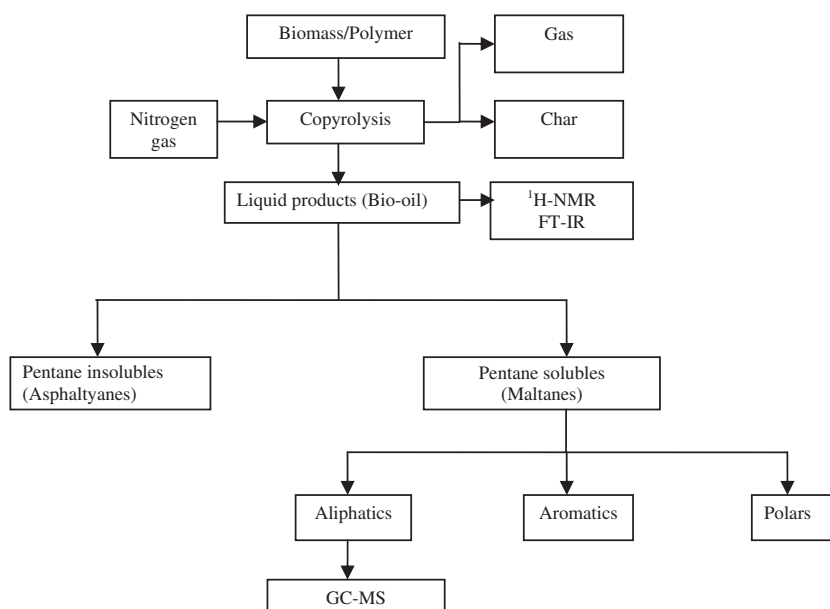 Biomass/Polymer
Gas
Nitrogen
gas
Copyrolysis
Char
Liquid products (Bio-oil)
¹H-NMR
FT-IR
Pentane insolubles
(Asphaltyanes)
Pentane solubles
(Maltanes)
Aliphatics
Aromatics
Polars
GC-MS